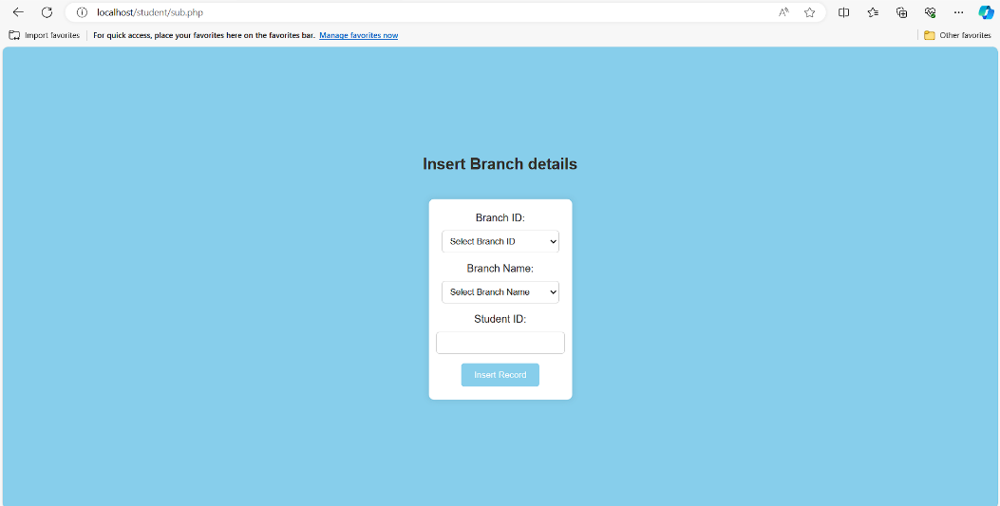 localhost/student/sub.php
Import favorites For quick access, place your favorites here on the favorites bar. Manage favorites now Other favorites
Insert Branch details
Branch ID:
Select Branch ID
Branch Name:
Select Branch Name
Student ID:
Insert Record